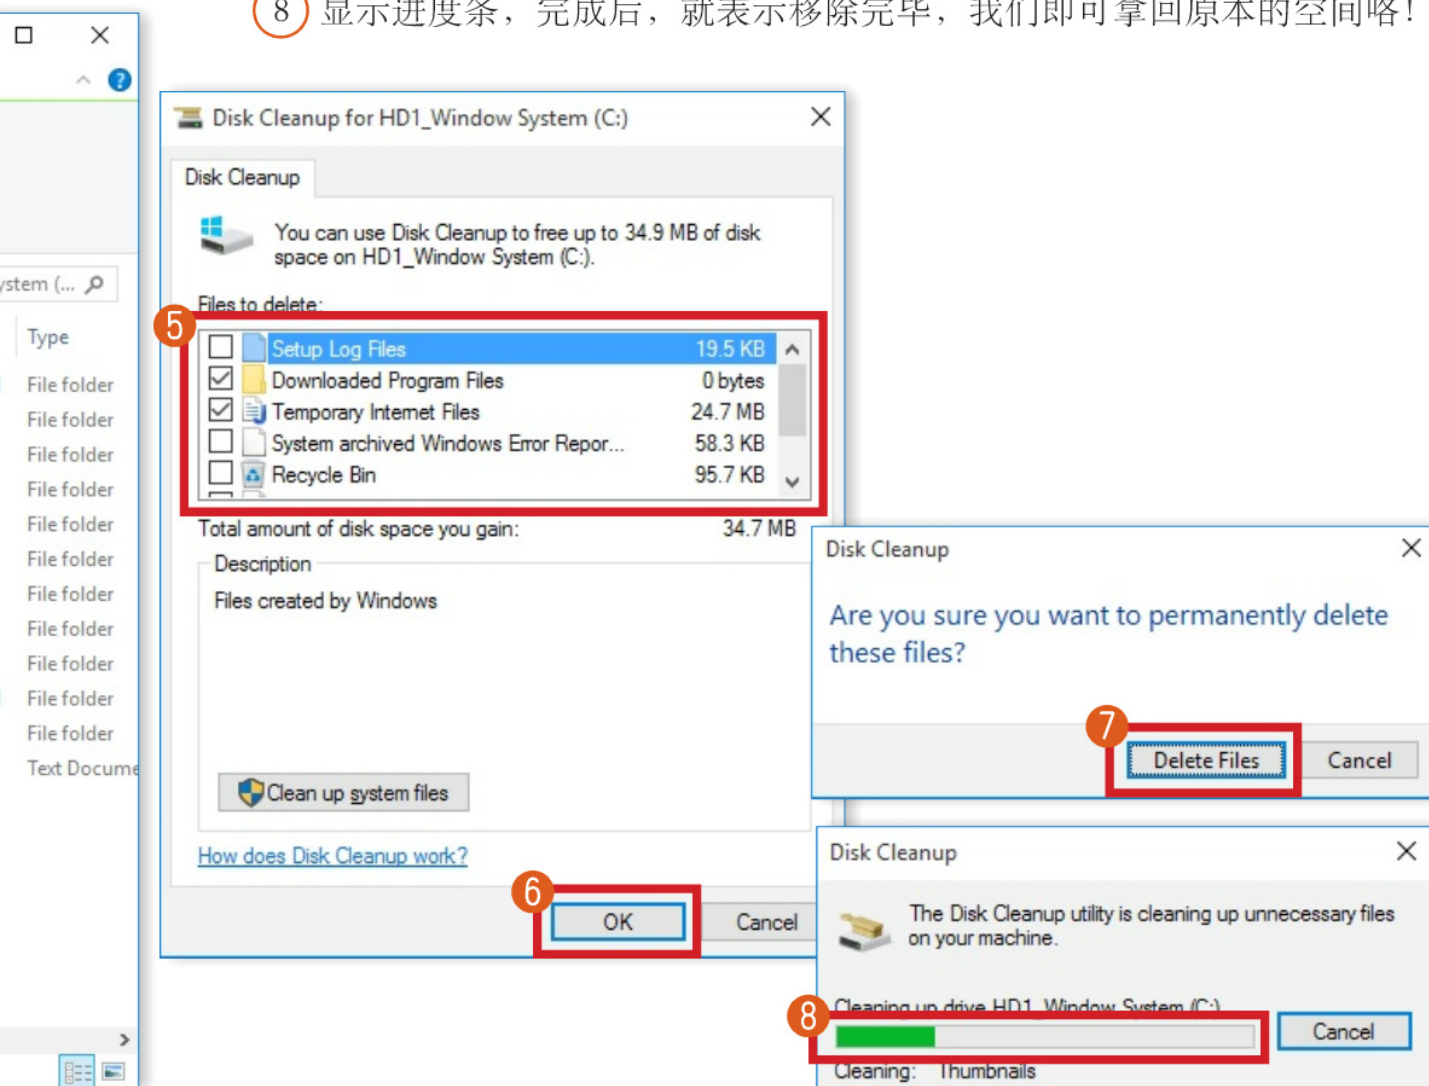 8 显示进度条，完成后，就表示移除完毕，我们即可拿回原本的空间咯！
ystem (...
Type
File folder
File folder
File folder
File folder
File folder
File folder
File folder
File folder
File folder
File folder
File folder
Text Docume
Disk Cleanup for HD1_Window System (C:)
Disk Cleanup
You can use Disk Cleanup to free up to 34.9 MB of disk
space on HD1_Window System (C:).
Files to delete:
5
Setup Log Files 19.5 KB
Downloaded Program Files 0 bytes
Temporary Internet Files 24.7 MB
System archived Windows Error Repor... 58.3 KB
Recycle Bin 95.7 KB
Total amount of disk space you gain: 34.7 MB
Description
Files created by Windows
Clean up system files
How does Disk Cleanup work?
6
OK Cancel
Disk Cleanup
Are you sure you want to permanently delete
these files?
7
Delete Files Cancel
Disk Cleanup
The Disk Cleanup utility is cleaning up unnecessary files
on your machine.
Cleaning up drive HD1_Window System (C:)
8
Cancel
Cleaning: Thumbnails